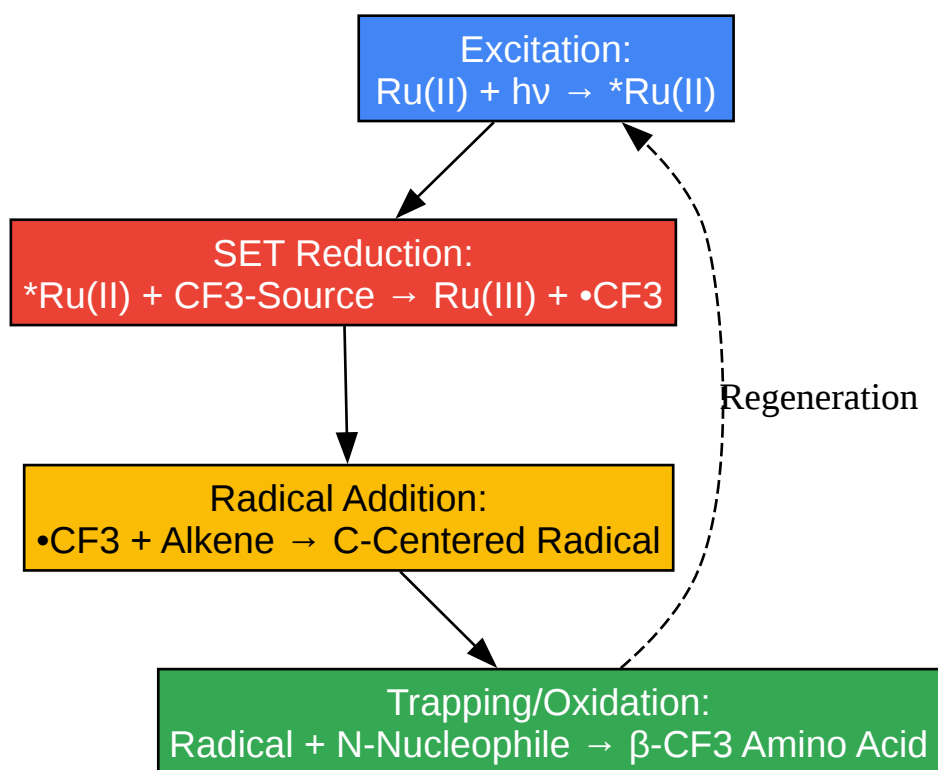 Excitation:
Ru(II) + hν → *Ru(II)
SET Reduction:
*Ru(II) + CF3-Source → Ru(III) + •CF3
Regeneration
Radical Addition:
•CF3 + Alkene → C-Centered Radical
Trapping/Oxidation:
Radical + N-Nucleophile → β-CF3 Amino Acid